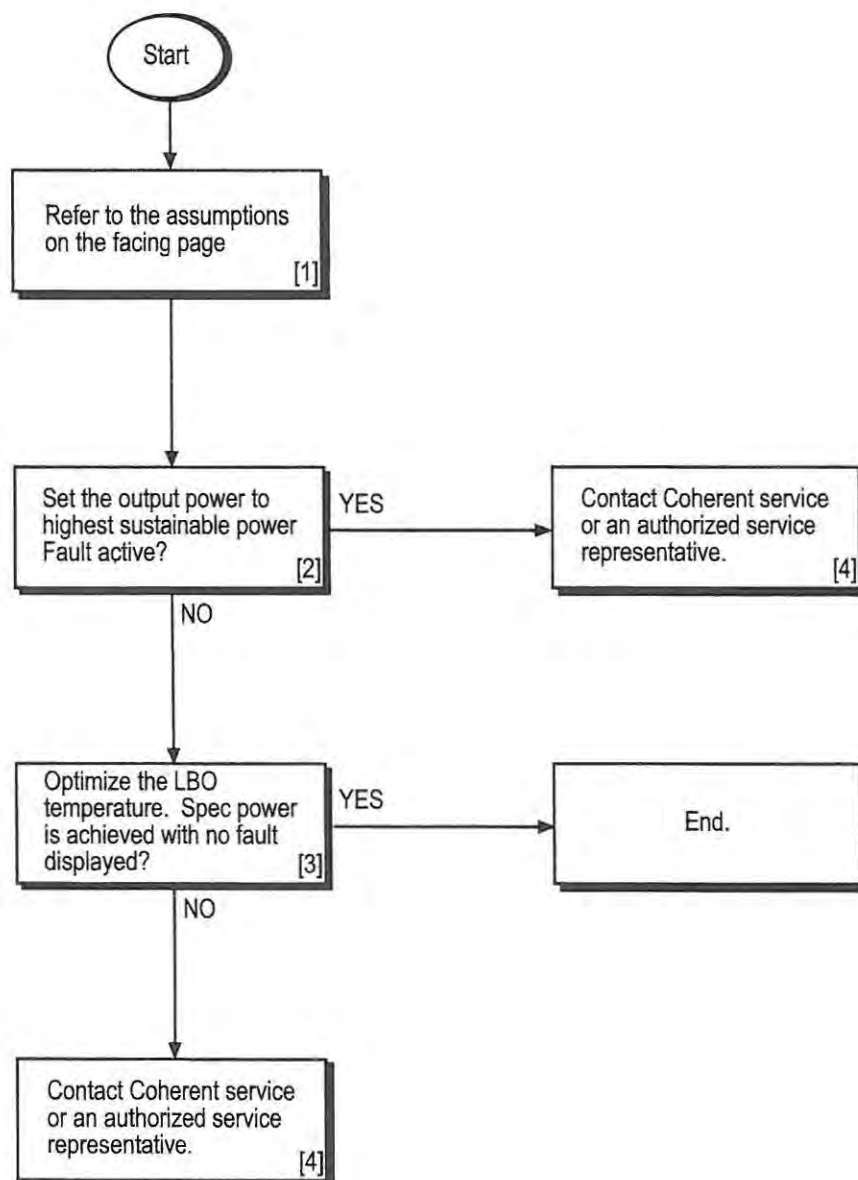 Start
Refer to the assumptions
on the facing page
[1]
Set the output power to
highest sustainable power
Fault active?
[2]
YES
Contact Coherent service
or an authorized service
representative.
[4]
NO
Optimize the LBO
temperature.  Spec power
is achieved with no fault
displayed?
[3]
YES
End.
NO
Contact Coherent service
or an authorized service
representative.
[4]